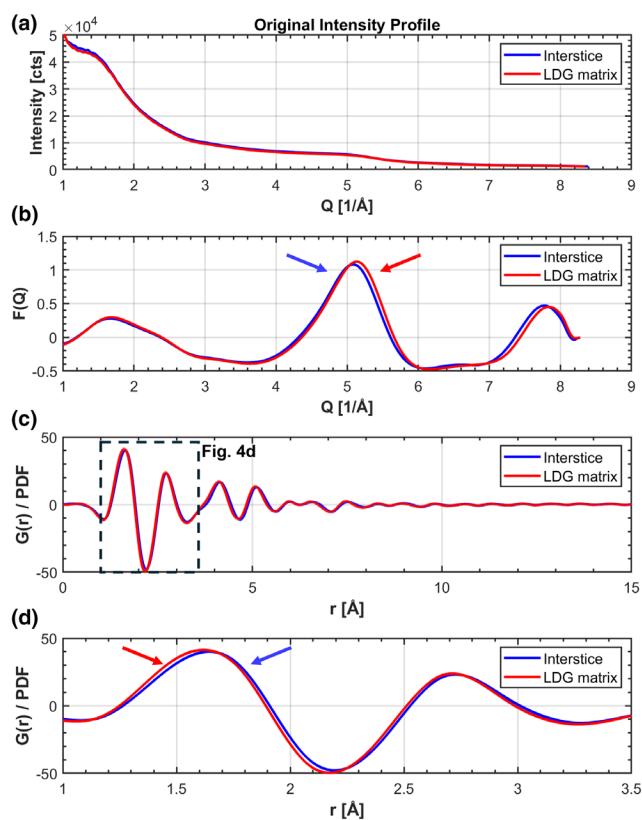 (a)
Original Intensity Profile
×10⁴
Intensity [cts]
5
4
3
2
1
0
Interstice
LDG matrix
1 2 3 4 5 6 7 8 9
Q [1/Å]
(b)
F(Q)
1.5
1
0.5
0
-0.5
Interstice
LDG matrix
1 2 3 4 5 6 7 8 9
Q [1/Å]
(c)
G(r) / PDF
50
0
-50
Fig. 4d
Interstice
LDG matrix
0 5 10 15
r [Å]
(d)
G(r) / PDF
50
0
-50
Interstice
LDG matrix
1 1.5 2 2.5 3 3.5
r [Å]